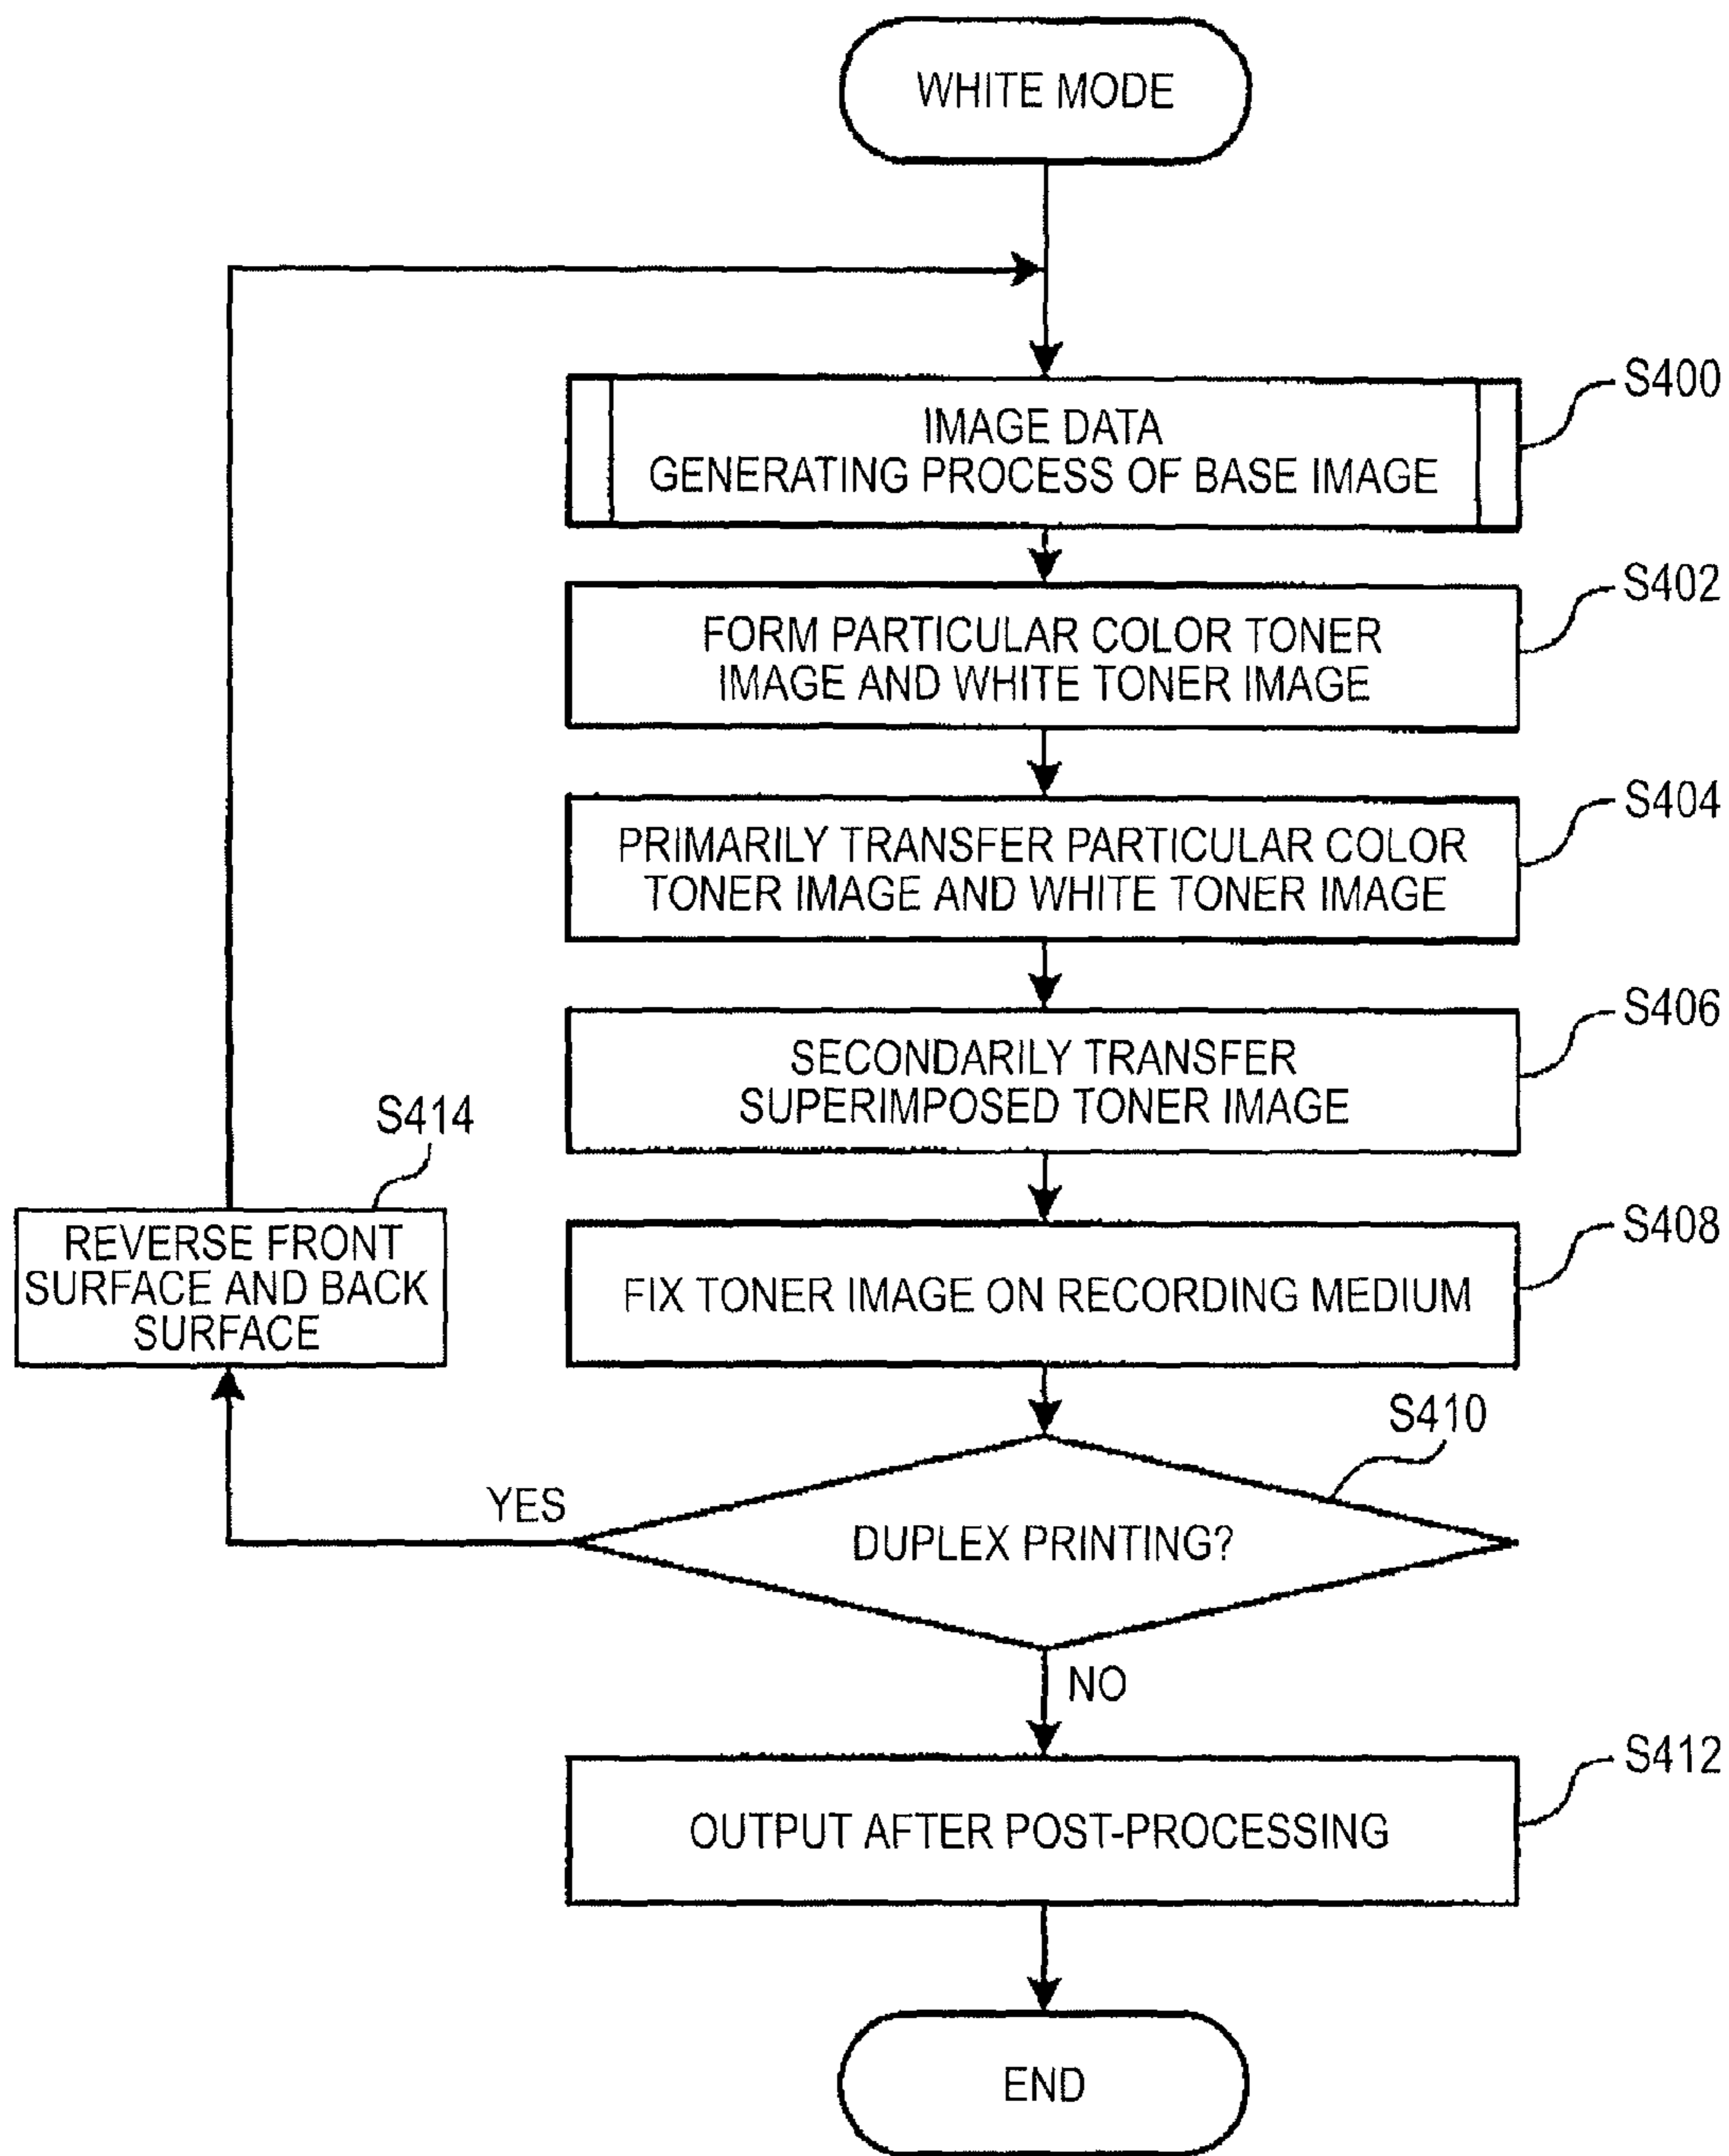 WHITE MODE
S400
IMAGE DATA
GENERATING PROCESS OF BASE IMAGE
S402
FORM PARTICULAR COLOR TONER
IMAGE AND WHITE TONER IMAGE
S404
PRIMARILY TRANSFER PARTICULAR COLOR
TONER IMAGE AND WHITE TONER IMAGE
S406
SECONDARILY TRANSFER
SUPERIMPOSED TONER IMAGE
S414
REVERSE FRONT
SURFACE AND BACK
SURFACE
S408
FIX TONER IMAGE ON RECORDING MEDIUM
S410
YES
DUPLEX PRINTING?
NO
S412
OUTPUT AFTER POST-PROCESSING
END